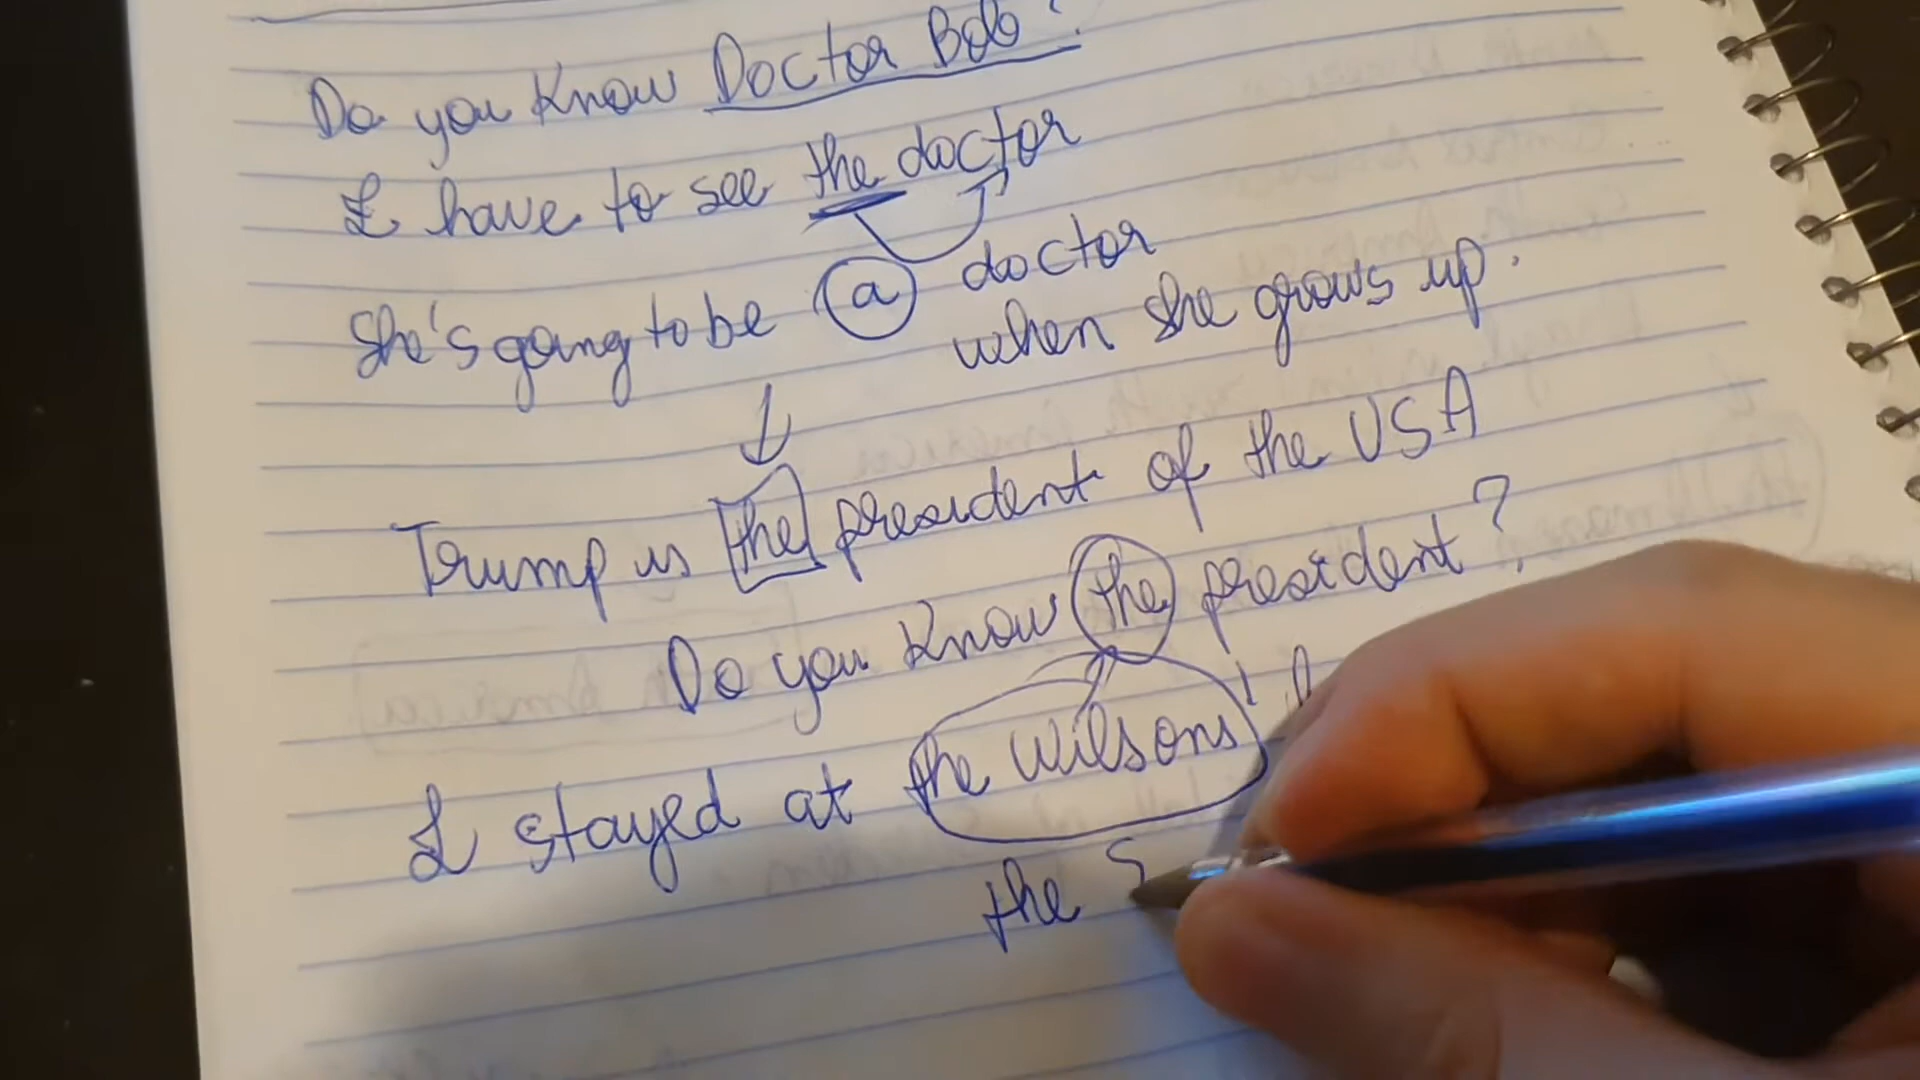 Do you know Doctor Bob?
I have to see the doctor
She's going to be a doctor
when she grows up.
Trump is the president of the USA
Do you know the president?
I stayed at the Wilsons'
the S